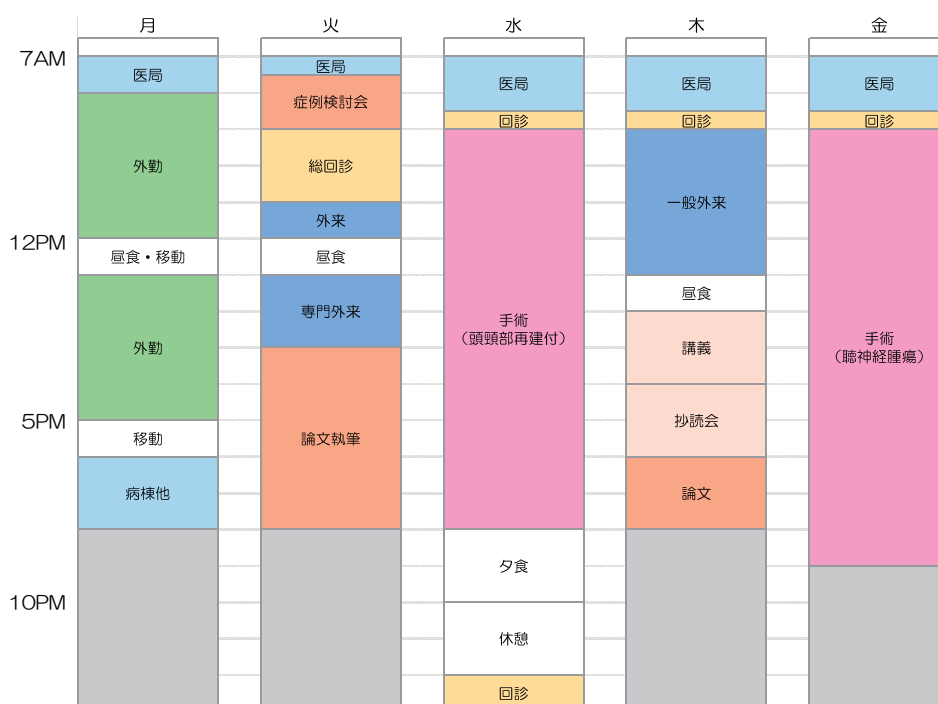 月
火
水
木
金
7AM
12PM
5PM
10PM
医局
外勤
昼食・移動
外勤
移動
病棟他
医局
症例検討会
総回診
外来
昼食
専門外来
論文執筆
医局
回診
手術
（頭頸部再建付）
夕食
休憩
回診
医局
回診
一般外来
昼食
講義
抄読会
論文
医局
回診
手術
（聴神経腫瘍）